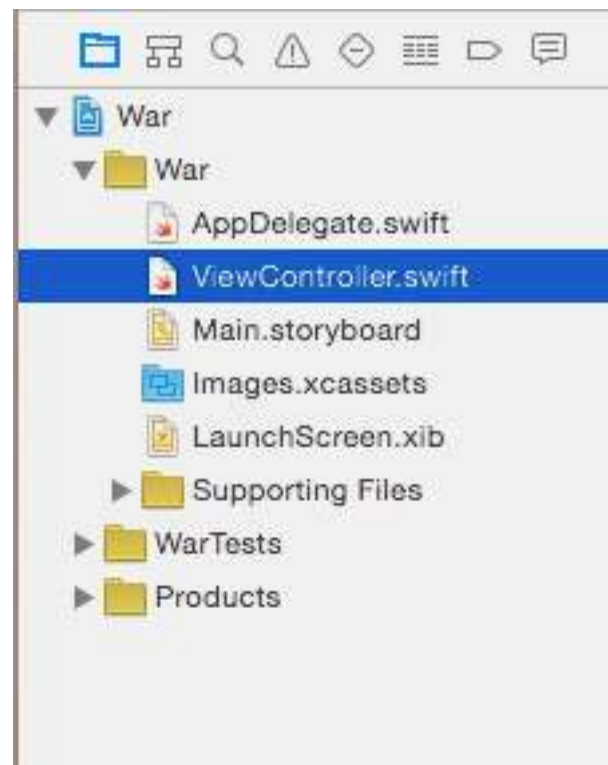 War
War
AppDelegate.swift
ViewController.swift
Main.storyboard
Images.xcassets
LaunchScreen.xib
Supporting Files
WarTests
Products